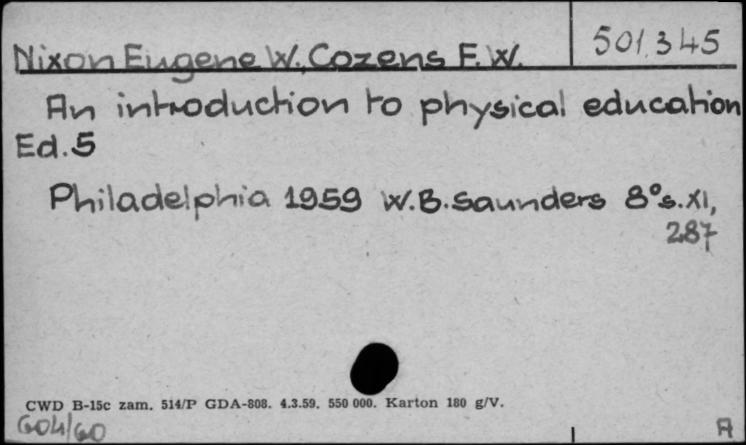 Nixon Eugene W., Cozens F. W.
501.345
An introduction to physical education
Ed.5
Philadelphia 1959 W.B. Saunders 8° s. XI,
287
CWD B-15c zam. 514/P GDA-808. 4.3.59. 550 000. Karton 180 g/V.
G04/60
A